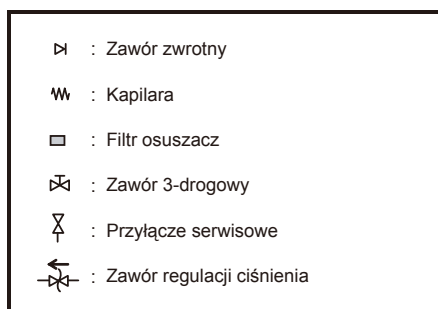 : Zawór zwrotny
: Kapilara
: Filtr osuszacz
: Zawór 3-drogowy
: Przyłącze serwisowe
: Zawór regulacji ciśnienia